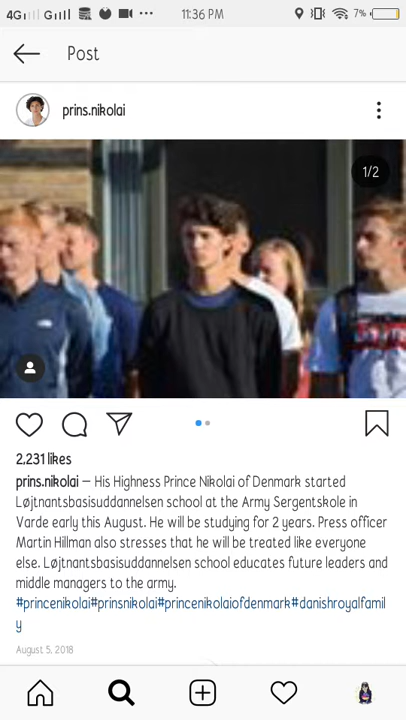 4G G 11:36 PM 7%
Post
prins.nikolai
1/2
2,231 likes
prins.nikolai – His Highness Prince Nikolai of Denmark started
Løjtnantsbasisuddannelsen school at the Army Sergentskole in
Varde early this August. He will be studying for 2 years. Press officer
Martin Hillman also stresses that he will be treated like everyone
else. Løjtnantsbasisuddannelsen school educates future leaders and
middle managers to the army.
#princenikolai#prinsnikolai#princenikolaiofdenmark#danishroyalfamil
y
August 5, 2018